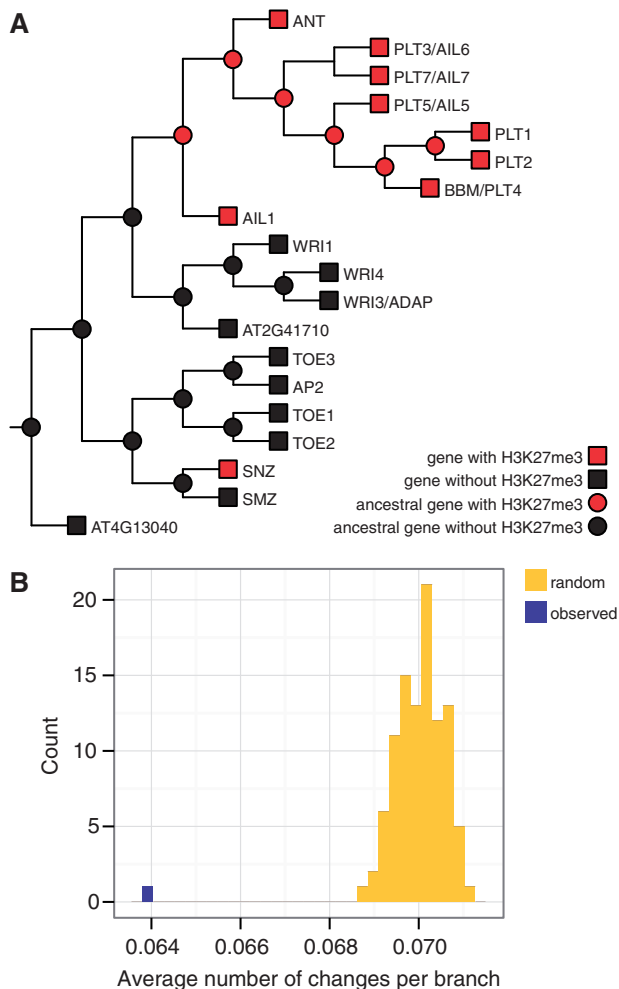 A
ANT
PLT3/AIL6
PLT7/AIL7
PLT5/AIL5
PLT1
PLT2
BBM/PLT4
AIL1
WRI1
WRI4
WRI3/ADAP
AT2G41710
TOE3
AP2
TOE1
TOE2
SNZ
SMZ
AT4G13040
gene with H3K27me3
gene without H3K27me3
ancestral gene with H3K27me3
ancestral gene without H3K27me3
B
random
observed
20
15
10
5
0
Count
0.064 0.066 0.068 0.070
Average number of changes per branch